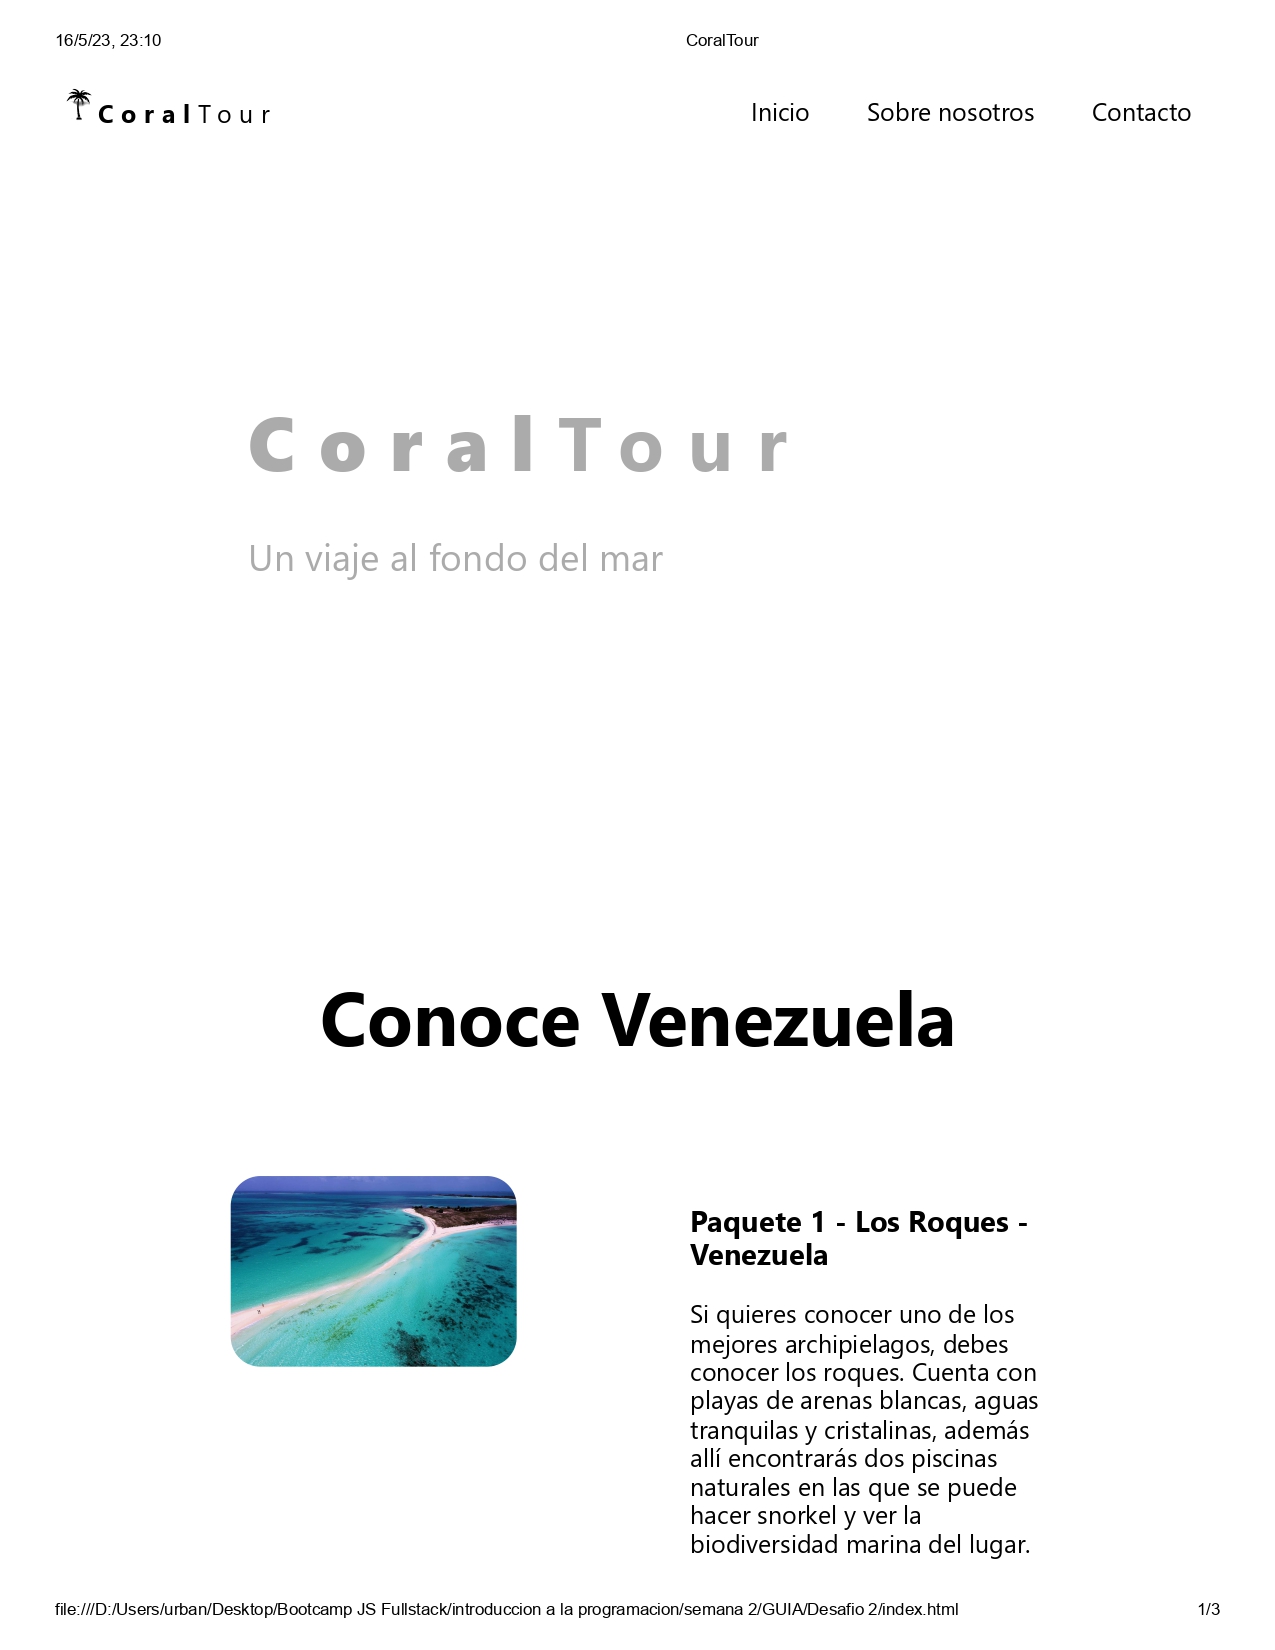 16/5/23, 23:10 CoralTour
CoralTour Inicio Sobre nosotros Contacto
CoralTour
Un viaje al fondo del mar
Conoce Venezuela
Paquete 1 - Los Roques -
Venezuela
Si quieres conocer uno de los
mejores archipielagos, debes
conocer los roques. Cuenta con
playas de arenas blancas, aguas
tranquilas y cristalinas, además
allí encontrarás dos piscinas
naturales en las que se puede
hacer snorkel y ver la
biodiversidad marina del lugar.
file:///D:/Users/urban/Desktop/Bootcamp JS Fullstack/introduccion a la programacion/semana 2/GUIA/Desafio 2/index.html 1/3